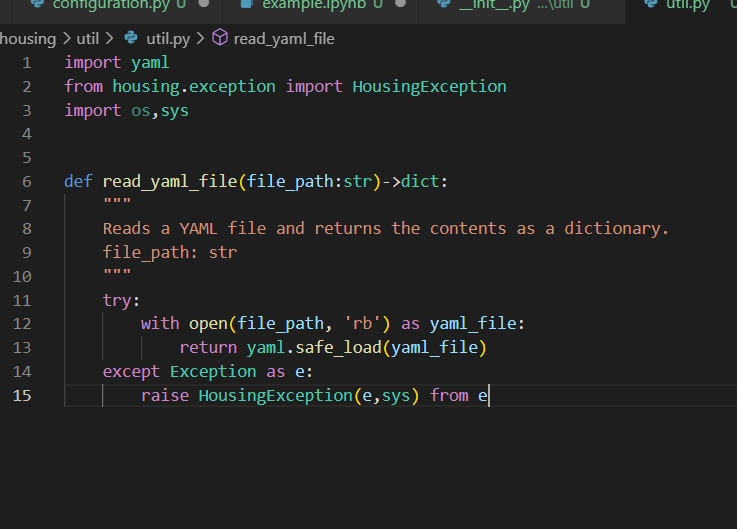 configuration.py U example.ipynb U __init__.py ...\util U util.py
housing > util > util.py > read_yaml_file
1 import yaml
2 from housing.exception import HousingException
3 import os,sys
4
5
6 def read_yaml_file(file_path:str)->dict:
7 """
8 Reads a YAML file and returns the contents as a dictionary.
9 file_path: str
10 """
11 try:
12 with open(file_path, 'rb') as yaml_file:
13 return yaml.safe_load(yaml_file)
14 except Exception as e:
15 raise HousingException(e,sys) from e